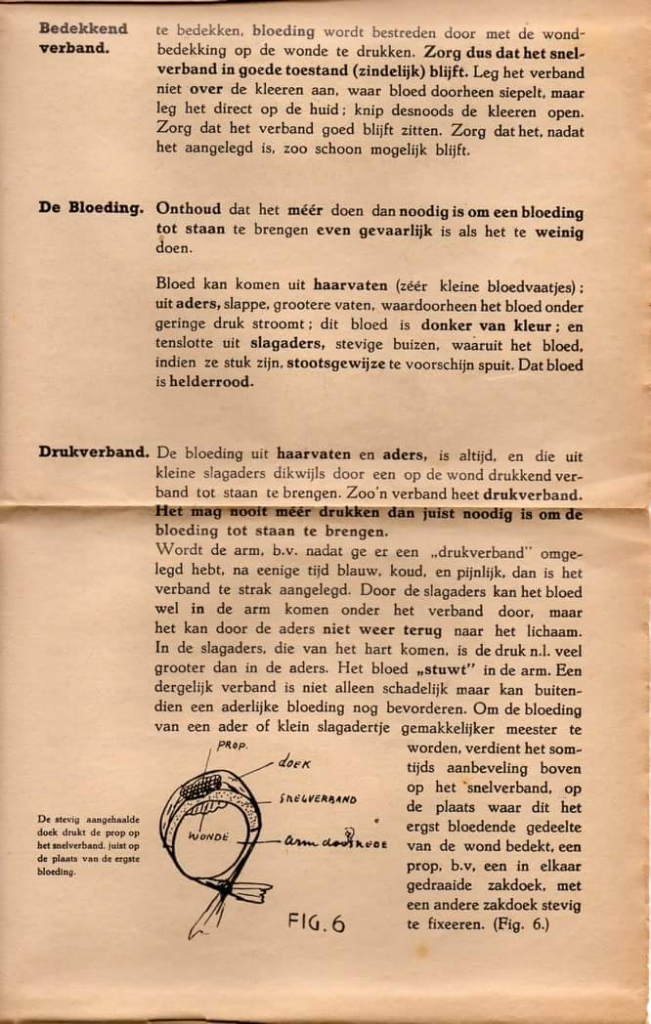 Bedekkend
verband.
te bedekken, bloeding wordt bestreden door met de wond-
bedekking op de wonde te drukken. Zorg dus dat het snel-
verband in goede toestand (zindelijk) blijft. Leg het verband
niet over de kleeren aan, waar bloed doorheen siepelt, maar
leg het direct op de huid; knip desnoods de kleeren open.
Zorg dat het verband goed blijft zitten. Zorg dat het, nadat
het aangelegd is, zoo schoon mogelijk blijft.
De Bloeding.
Onthoud dat het méér doen dan noodig is om een bloeding
tot staan te brengen even gevaarlijk is als het te weinig
doen.
Bloed kan komen uit haarvaten (zéér kleine bloedvaatjes);
uit aders, slappe, grootere vaten, waardoorheen het bloed onder
geringe druk stroomt; dit bloed is donker van kleur; en
tenslotte uit slagaders, stevige buizen, waaruit het bloed,
indien ze stuk zijn, stootsgewijze te voorschijn spuit. Dat bloed
is helderrood.
Drukverband.
De bloeding uit haarvaten en aders, is altijd, en die uit
kleine slagaders dikwijls door een op de wond drukkend ver-
band tot staan te brengen. Zoo'n verband heet drukverband.
Het mag nooit méér drukken dan juist noodig is om de
bloeding tot staan te brengen.
Wordt de arm, b.v. nadat ge er een „drukverband" omge-
legd hebt, na eenige tijd blauw, koud, en pijnlijk, dan is het
verband te strak aangelegd. Door de slagaders kan het bloed
wel in de arm komen onder het verband door, maar
het kan door de aders niet weer terug naar het lichaam.
In de slagaders, die van het hart komen, is de druk n.l. veel
grooter dan in de aders. Het bloed „stuwt" in de arm. Een
dergelijk verband is niet alleen schadelijk maar kan buiten-
dien een aderlijke bloeding nog bevorderen. Om de bloeding
van een ader of klein slagadertje gemakkelijker meester te
worden, verdient het som-
tijds aanbeveling boven
op het snelverband, op
de plaats waar dit het
ergst bloedende gedeelte
van de wond bedekt, een
prop, b.v, een in elkaar
gedraaide zakdoek, met
een andere zakdoek stevig
te fixeeren. (Fig. 6.)
De stevig aangehaalde
doek drukt de prop op
het snelverband, juist op
de plaats van de ergste
bloeding.
PROP.
DOEK
SNELVERBAND
WONDE
arm doorsnede
FIG. 6